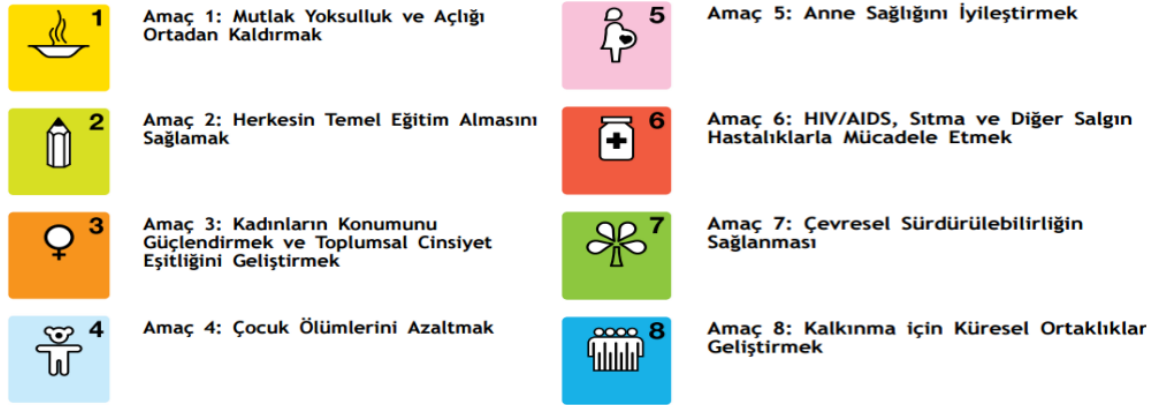 1
Amaç 1: Mutlak Yoksulluk ve Açlığı
Ortadan Kaldırmak
2
Amaç 2: Herkesin Temel Eğitim Almasını
Sağlamak
3
Amaç 3: Kadınların Konumunu
Güçlendirmek ve Toplumsal Cinsiyet
Eşitliğini Geliştirmek
4
Amaç 4: Çocuk Ölümlerini Azaltmak
5
Amaç 5: Anne Sağlığını İyileştirmek
6
Amaç 6: HIV/AIDS, Sıtma ve Diğer Salgın
Hastalıklarla Mücadele Etmek
7
Amaç 7: Çevresel Sürdürülebilirliğin
Sağlanması
8
Amaç 8: Kalkınma için Küresel Ortaklıklar
Geliştirmek